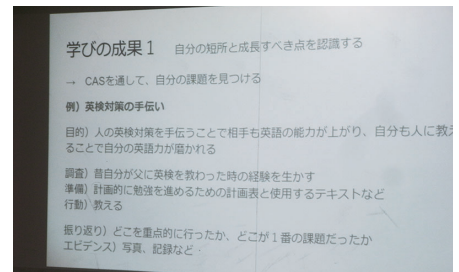 学びの成果1 自分の短所と成長すべき点を認識する
→ CASを通して、自分の課題を見つける
例）英検対策の手伝い
目的）人の英検対策を手伝うことで相手も英語の能力が上がり、自分も人に教え
ることで自分の英語力が磨かれる
調査）昔自分が父に英検を教わった時の経験を生かす
準備）計画的に勉強を進めるための計画表と使用するテキストなど
行動）教える
振り返り）どこを重点的に行ったか、どこが1番の課題だったか
エビデンス）写真、記録など